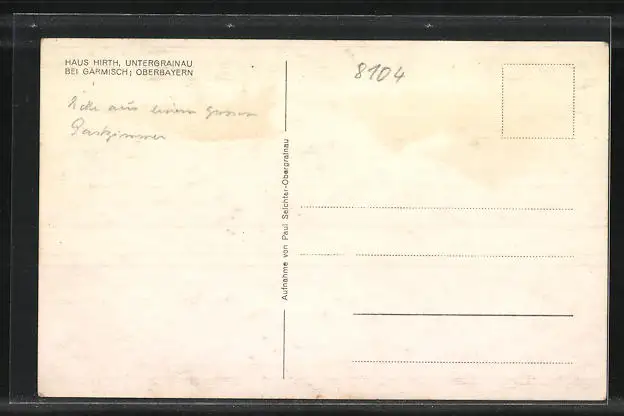 HAUS HIRTH, UNTERGRAINAU
BEI GARMISCH; OBERBAYERN
8104
Ecke aus einem grossen
Gastzimmer
Aufnahme von Paul Seichter-Obergrainau